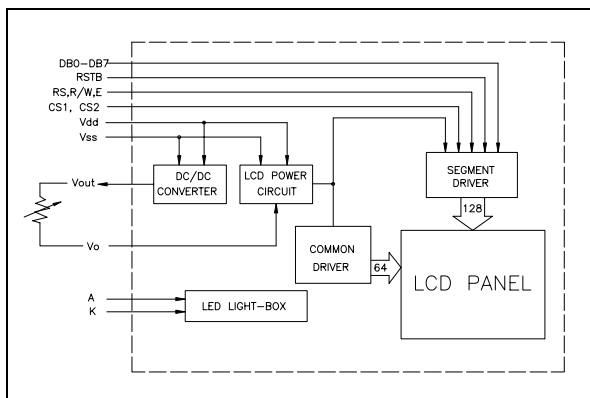 DB0-DB7
RSTB
RS,R/W,E
CS1, CS2
Vdd
Vss
Vout
DC/DC
CONVERTER
LCD POWER
CIRCUIT
SEGMENT
DRIVER
128
Vo
COMMON
DRIVER
64
LCD PANEL
A
K
LED LIGHT-BOX